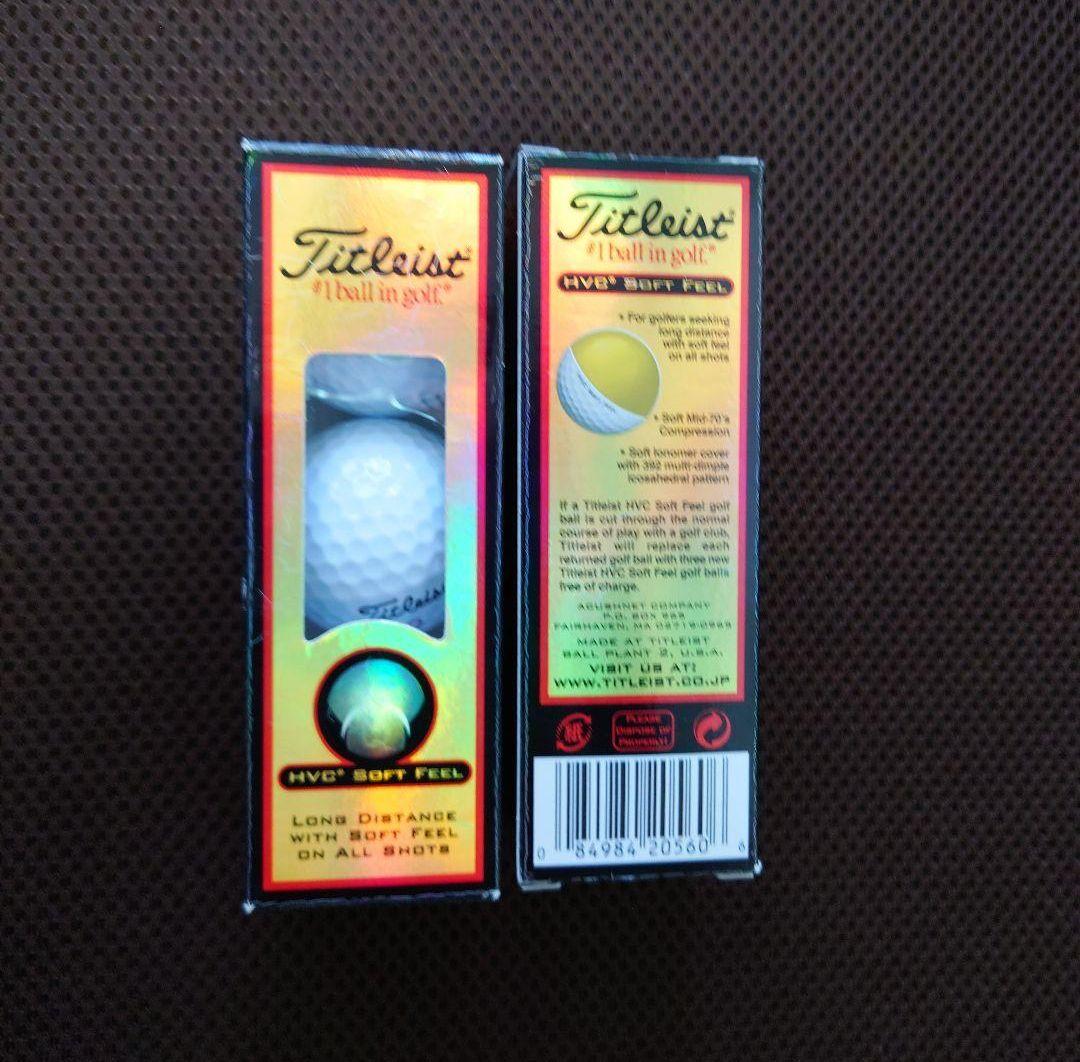 Titleist®
#1 ball in golf.®
Titleist
HVC® SOFT FEEL
LONG DISTANCE
WITH SOFT FEEL
ON ALL SHOTS
Titleist®
#1 ball in golf.®
HVC® SOFT FEEL
• For golfers seeking
long distance
with soft feel
on all shots
• Soft Mid-70's
Compression
• Soft Ionomer cover
with 392 multi-dimple
icosahedral pattern
If a Titleist HVC Soft Feel golf
ball is cut through the normal
course of play with a golf club,
Titleist will replace each
returned golf ball with three new
Titleist HVC Soft Feel golf balls
free of charge.
ACUSHNET COMPANY
P.O. BOX 965
FAIRHAVEN, MA 02719-0965
MADE AT TITLEIST
BALL PLANT 2, U.S.A.
VISIT US AT:
WWW.TITLEIST.CO.JP
PLEASE
DISPOSE OF
PROPERLY
0 84984 20560 6